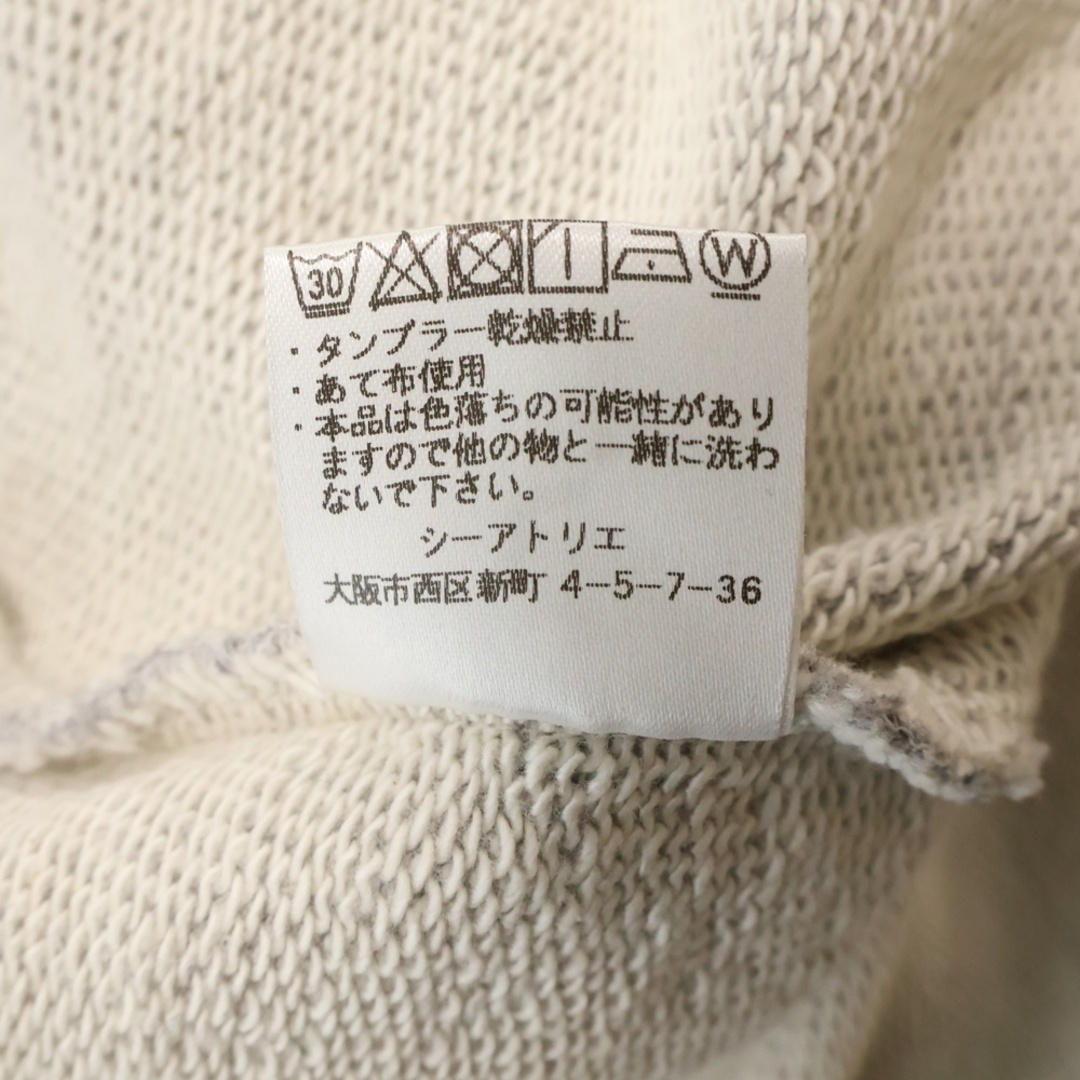 30 W
・タンブラー乾燥禁止
・あて布使用
・本品は色落ちの可能性があり
ますので他の物と一緒に洗わ
ないで下さい。
シーアトリエ
大阪市西区新町 4-5-7-36